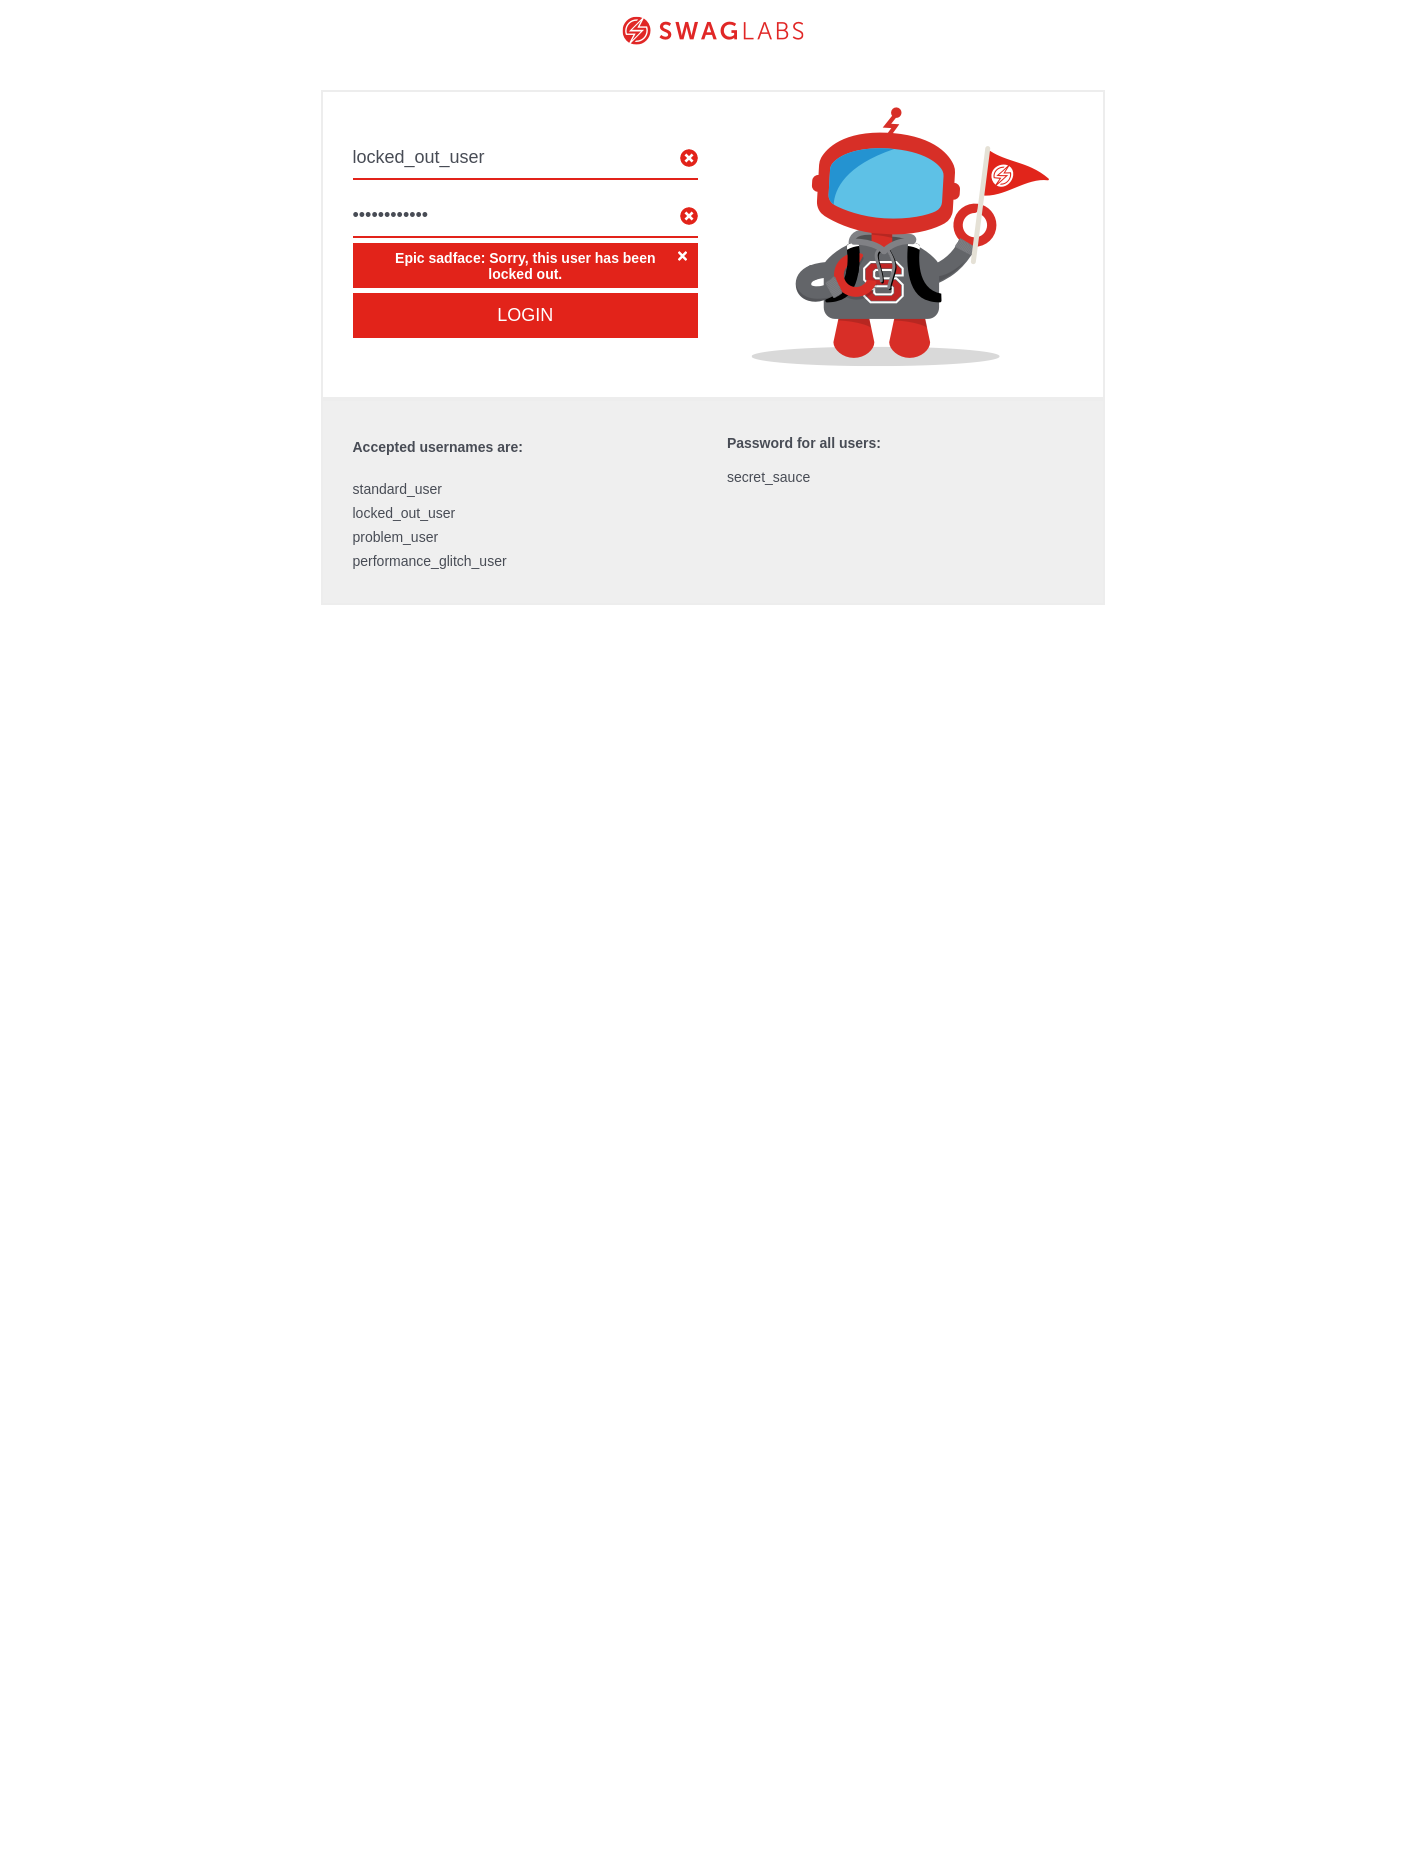 SWAGLABS
locked_out_user
••••••••••••
Epic sadface: Sorry, this user has been
locked out.
LOGIN
S
Accepted usernames are:
standard_user
locked_out_user
problem_user
performance_glitch_user
Password for all users:
secret_sauce